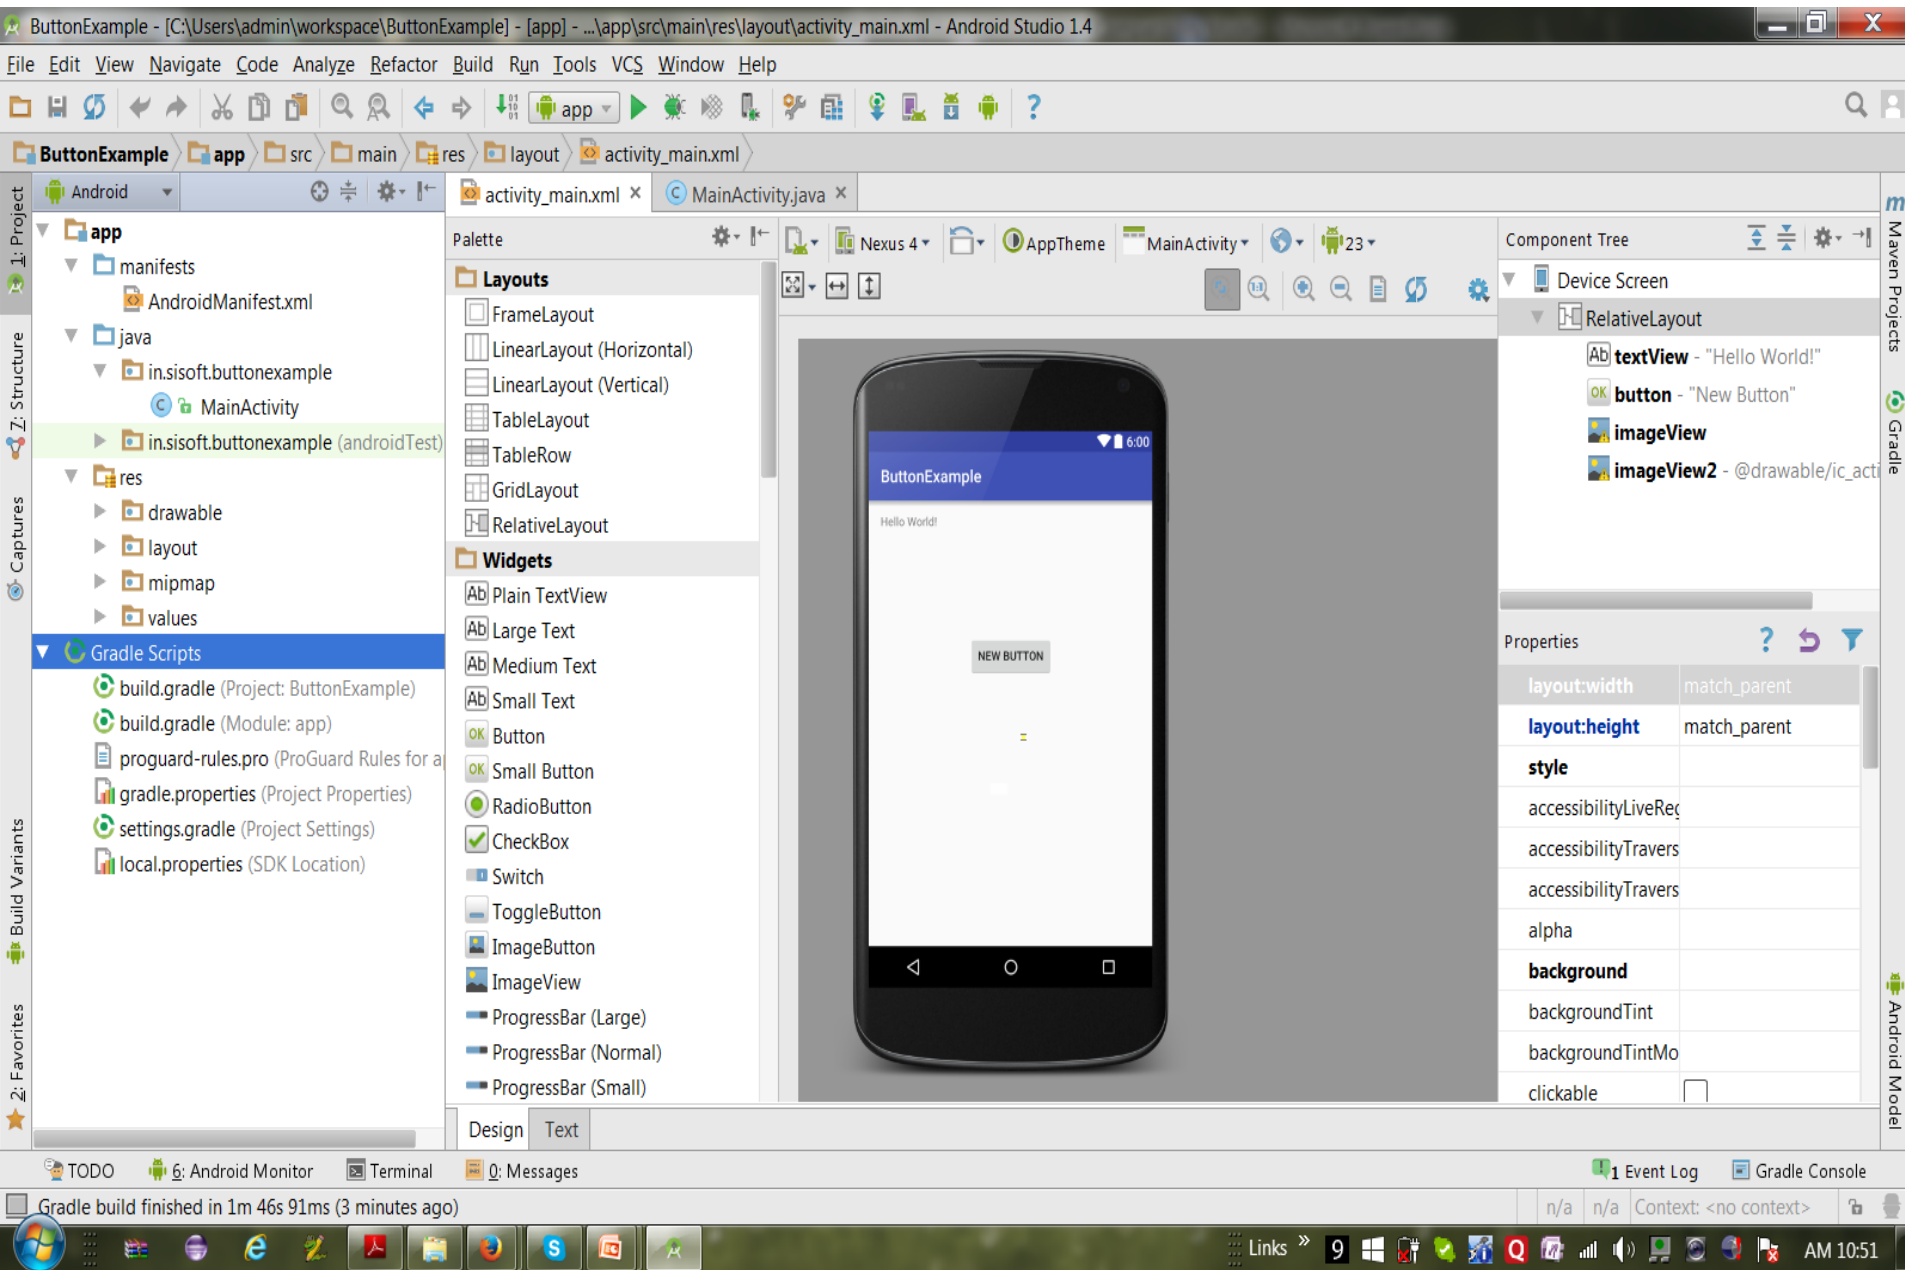 ButtonExample - [C:\Users\admin\workspace\ButtonExample] - [app] - ...\app\src\main\res\layout\activity_main.xml - Android Studio 1.4
File Edit View Navigate Code Analyze Refactor Build Run Tools VCS Window Help
app
ButtonExample app src main res layout activity_main.xml
1: Project
Z: Structure
Captures
Build Variants
2: Favorites
Android
app
manifests
AndroidManifest.xml
java
in.sisoft.buttonexample
MainActivity
in.sisoft.buttonexample (androidTest)
res
drawable
layout
mipmap
values
Gradle Scripts
build.gradle (Project: ButtonExample)
build.gradle (Module: app)
proguard-rules.pro (ProGuard Rules for a
gradle.properties (Project Properties)
settings.gradle (Project Settings)
local.properties (SDK Location)
activity_main.xml MainActivity.java
Palette
Layouts
FrameLayout
LinearLayout (Horizontal)
LinearLayout (Vertical)
TableLayout
TableRow
GridLayout
RelativeLayout
Widgets
Plain TextView
Large Text
Medium Text
Small Text
Button
Small Button
RadioButton
CheckBox
Switch
ToggleButton
ImageButton
ImageView
ProgressBar (Large)
ProgressBar (Normal)
ProgressBar (Small)
Nexus 4 AppTheme MainActivity 23
6:00
ButtonExample
Hello World!
NEW BUTTON
Design Text
Component Tree
Device Screen
RelativeLayout
Ab textView - "Hello World!"
OK button - "New Button"
imageView
imageView2 - @drawable/ic_acti
Properties
layout:width match_parent
layout:height match_parent
style
accessibilityLiveReg
accessibilityTravers
accessibilityTravers
alpha
background
backgroundTint
backgroundTintMo
clickable
Maven Projects
Gradle
Android Model
TODO 6: Android Monitor Terminal 0: Messages 1 Event Log Gradle Console
Gradle build finished in 1m 46s 91ms (3 minutes ago) n/a n/a Context: <no context>
Links » 9 AM 10:51